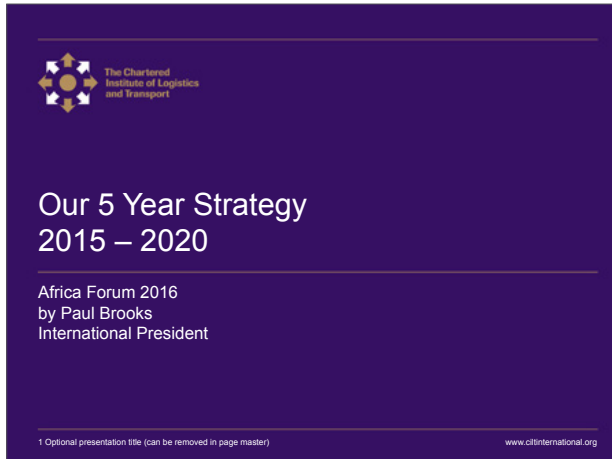 The Chartered
Institute of Logistics
and Transport
Our 5 Year Strategy
2015 – 2020
Africa Forum 2016
by Paul Brooks
International President
1 Optional presentation title (can be removed in page master)
www.ciltinternational.org